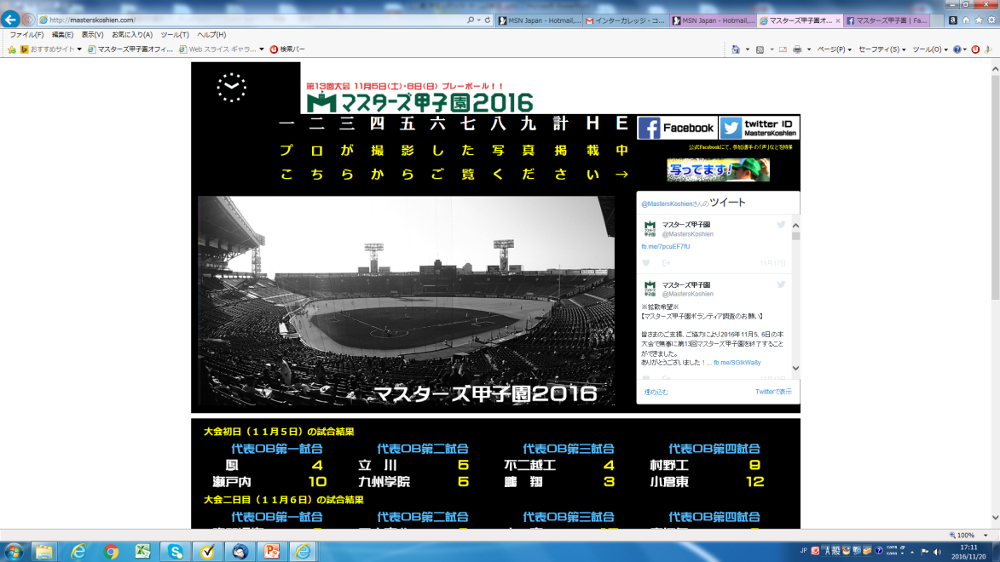 http://masterskoshien.com/
MSN Japan - Hotmail,...
インターカレッジ・コ...
MSN Japan - Hotmail,...
マスターズ甲子園オ...
マスターズ甲子園 | Fa...
ファイル(F) 編集(E) 表示(V) お気に入り(A) ツール(T) ヘルプ(H)
おすすめサイト マスターズ甲子園オフィ... Web スライス ギャラ... 検索バー
ページ(P) セーフティ(S) ツール(O)
第13回大会 11月5日(土)・6日(日) プレーボール！！
マスターズ甲子園2016
一 二 三 四 五 六 七 八 九 計 H E
プ ロ が 撮 影 し た 写 真 掲 載 中
こ ち ら か ら ご 覧 く だ さ い →
Facebook
twitter ID
MastersKoshien
公式Facebookにて、参加選手の「声」などを特集
写ってます!
@MastersKoshienさんのツイート
マスターズ甲子園
@MastersKoshien
fb.me/7pcuEF7fU
11月17日
マスターズ甲子園
@MastersKoshien
※拡散希望※
【マスターズ甲子園ボランティア調査のお願い】
皆さまのご支援、ご協力により2016年11月5、6日の本
大会で無事に第13回マスターズ甲子園を終了すること
ができました。
ありがとうございました！... fb.me/SGIkWa8y
埋め込む
Twitterで表示
マスターズ甲子園2016
大会初日（１１月５日）の試合結果
代表OB第一試合 代表OB第二試合 代表OB第三試合 代表OB第四試合
4 立 川 5 不二越工 4 村野工 9
瀬戸内 10 九州学院 5 鵬 翔 3 小倉東 12
大会二日目（１１月６日）の試合結果
代表OB第一試合 代表OB第二試合 代表OB第三試合 代表OB第四試合
100%
JP
A 般
CAPS
KANA
17:11
2016/11/20